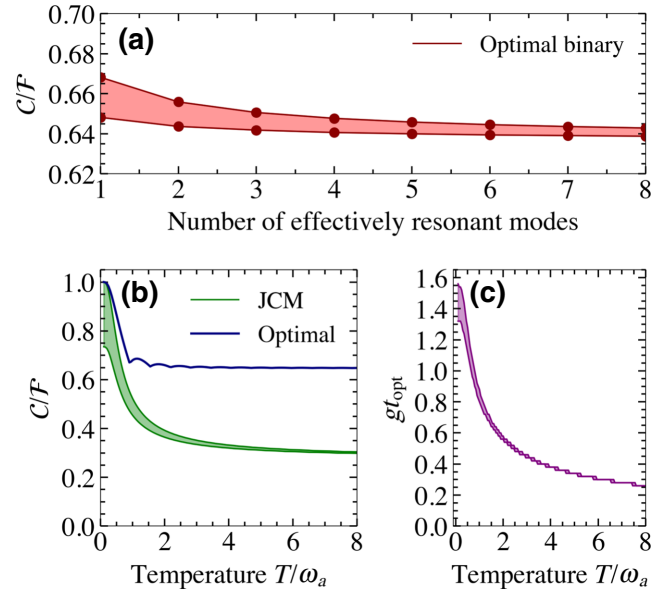 0.70
0.68
0.66
0.64
0.62
C/F
(a)
Optimal binary
1 2 3 4 5 6 7 8
Number of effectively resonant modes
1.0
0.8
0.6
0.4
0.2
0.0
C/F
(b)
JCM
Optimal
0 2 4 6 8
Temperature T/ωₐ
1.6
1.4
1.2
1.0
0.8
0.6
0.4
0.2
0.0
gt_opt
(c)
0 2 4 6 8
Temperature T/ωₐ